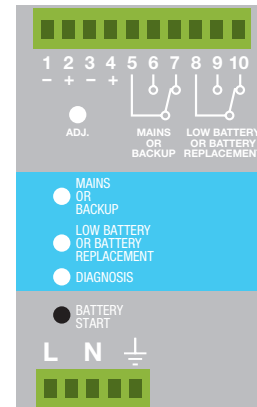 1 2 3 4 5 6 7 8 9 10
− + − +
ADJ.
MAINS
OR
BACKUP
LOW BATTERY
OR BATTERY
REPLACEMENT
MAINS
OR
BACKUP
LOW BATTERY
OR BATTERY
REPLACEMENT
DIAGNOSIS
BATTERY
START
L N